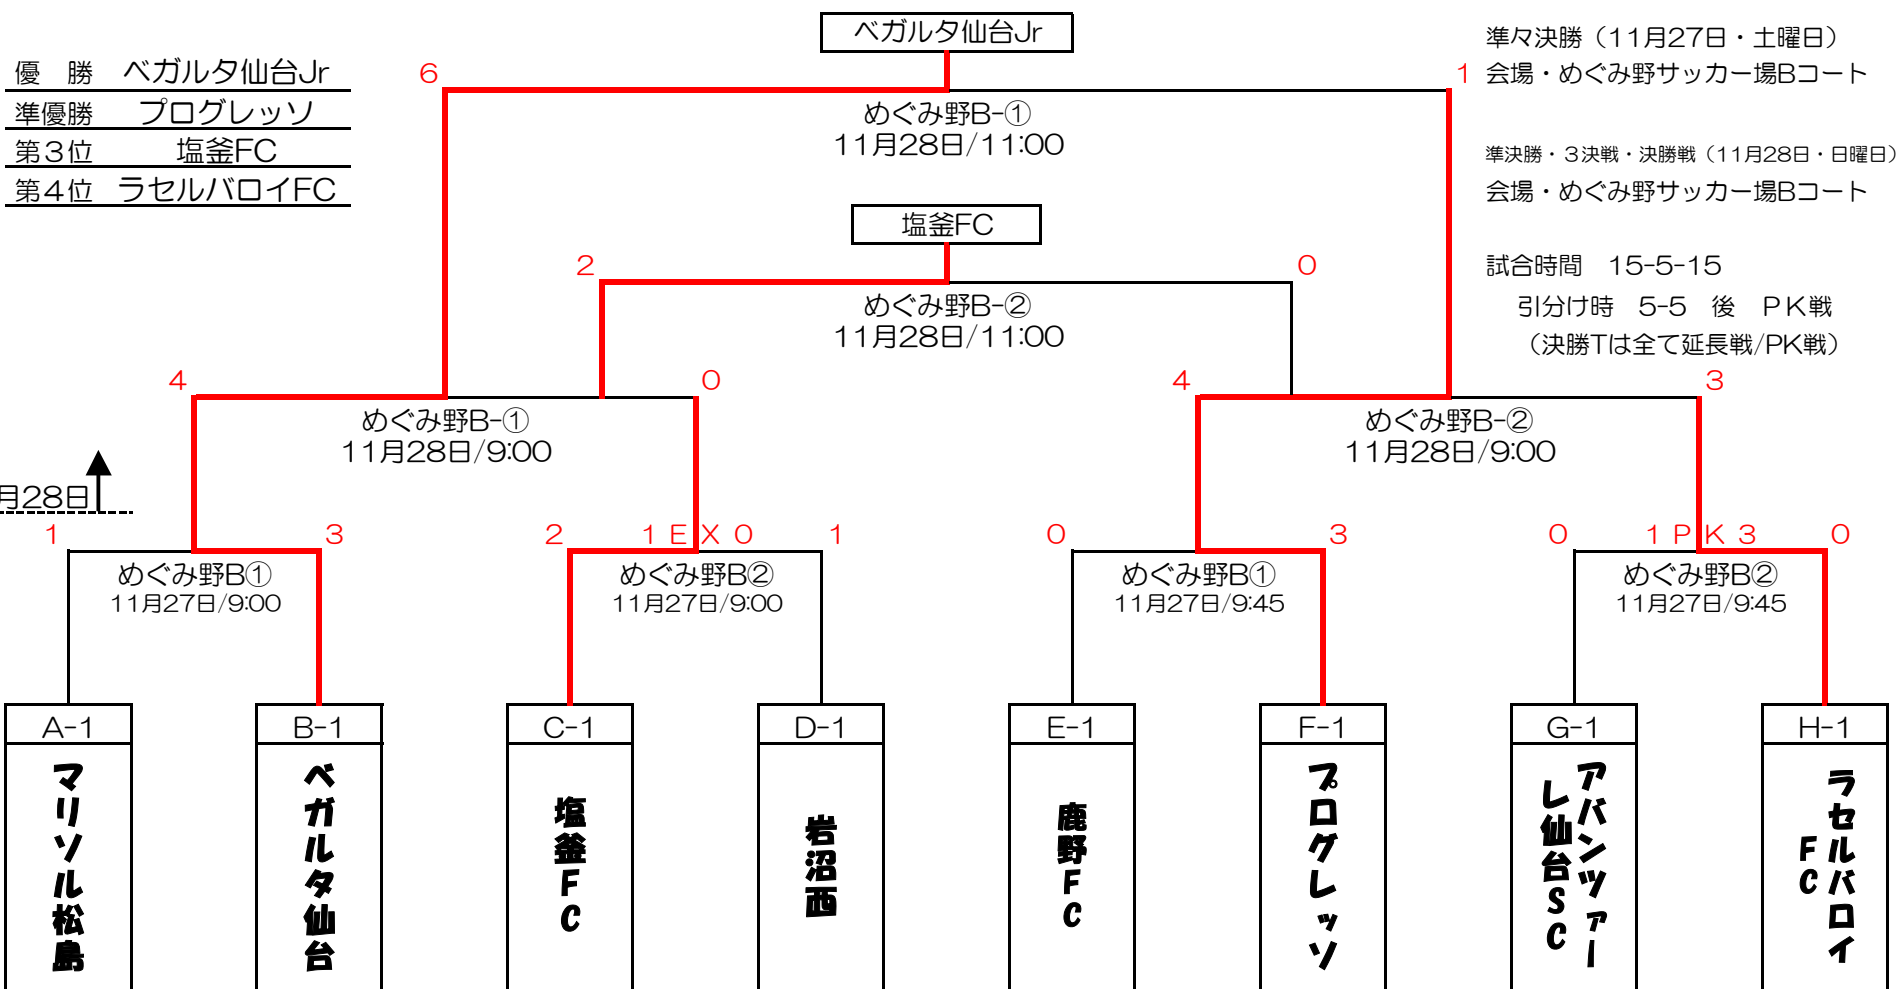 ベガルタ仙台Jr
優　勝　ベガルタ仙台Jr
準優勝　プログレッソ
第3位　塩釜FC
第4位　ラセルバロイFC
準々決勝（11月27日・土曜日）
会場・めぐみ野サッカー場Bコート
準決勝・３決戦・決勝戦（11月28日・日曜日）
会場・めぐみ野サッカー場Bコート
試合時間　15-5-15
引分け時　5-5　後　ＰＫ戦
（決勝Tは全て延長戦/PK戦）
6　1
めぐみ野B-①
11月28日/11:00
塩釜FC
2　0
めぐみ野B-②
11月28日/11:00
4　0
めぐみ野B-①
11月28日/9:00
4　3
めぐみ野B-②
11月28日/9:00
月28日
1　3
めぐみ野B①
11月27日/9:00
2　1ＥＸ0　1
めぐみ野B②
11月27日/9:00
0　3
めぐみ野B①
11月27日/9:45
0　1ＰＫ3　0
めぐみ野B②
11月27日/9:45
A-1
マリソル松島
B-1
ベガルタ仙台
C-1
塩釜FC
D-1
岩沼西
E-1
鹿野FC
F-1
プログレッソ
G-1
アバンツァー
レ仙台SC
H-1
ラセルバロイ
FC